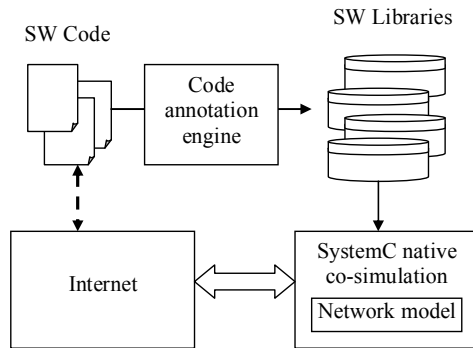 SW Code
SW Libraries
Code
annotation
engine
Internet
SystemC native
co-simulation
Network model